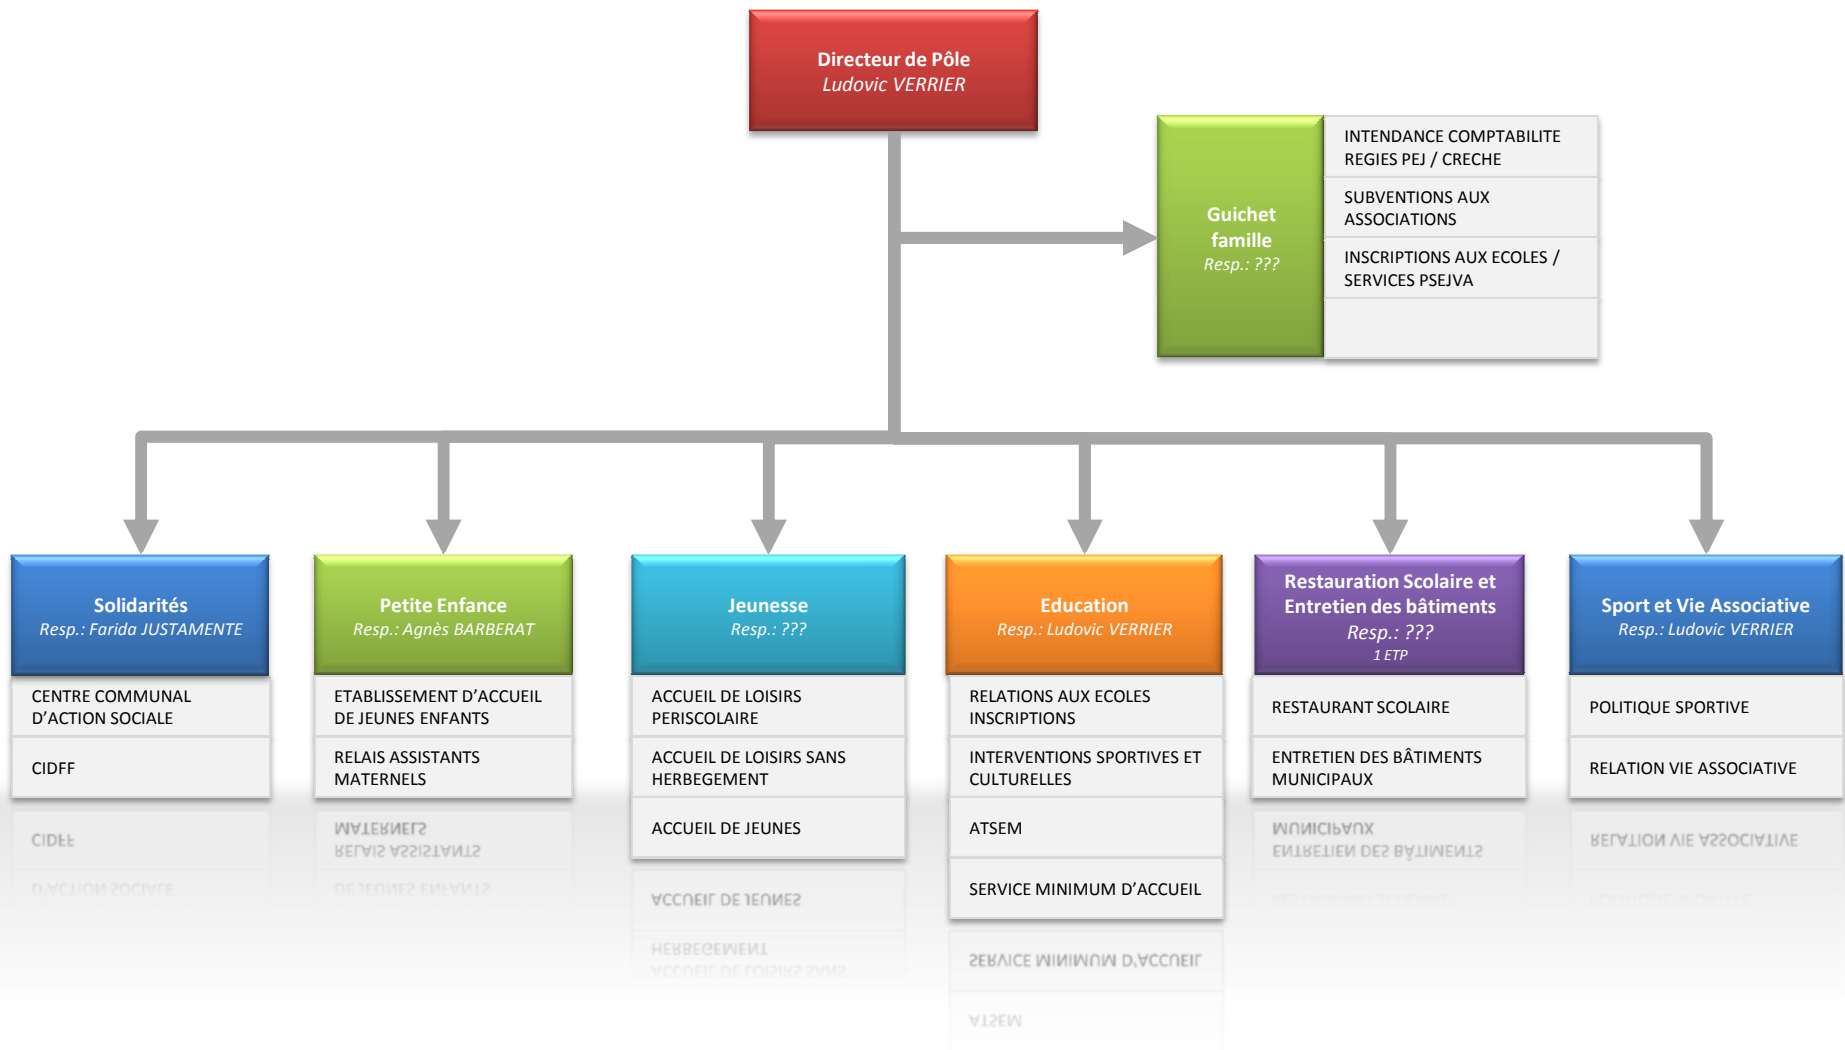 Directeur de Pôle
Ludovic VERRIER
Guichet
famille
Resp.: ???
INTENDANCE COMPTABILITE
REGIES PEJ / CRECHE
SUBVENTIONS AUX
ASSOCIATIONS
INSCRIPTIONS AUX ECOLES /
SERVICES PSEJVA
Solidarités
Resp.: Farida JUSTAMENTE
CENTRE COMMUNAL
D’ACTION SOCIALE
CIDFF
Petite Enfance
Resp.: Agnès BARBERAT
ETABLISSEMENT D’ACCUEIL
DE JEUNES ENFANTS
RELAIS ASSISTANTS
MATERNELS
Jeunesse
Resp.: ???
ACCUEIL DE LOISIRS
PERISCOLAIRE
ACCUEIL DE LOISIRS SANS
HERBEGEMENT
ACCUEIL DE JEUNES
Education
Resp.: Ludovic VERRIER
RELATIONS AUX ECOLES
INSCRIPTIONS
INTERVENTIONS SPORTIVES ET
CULTURELLES
ATSEM
SERVICE MINIMUM D’ACCUEIL
Restauration Scolaire et
Entretien des bâtiments
Resp.: ???
1 ETP
RESTAURANT SCOLAIRE
ENTRETIEN DES BÂTIMENTS
MUNICIPAUX
Sport et Vie Associative
Resp.: Ludovic VERRIER
POLITIQUE SPORTIVE
RELATION VIE ASSOCIATIVE